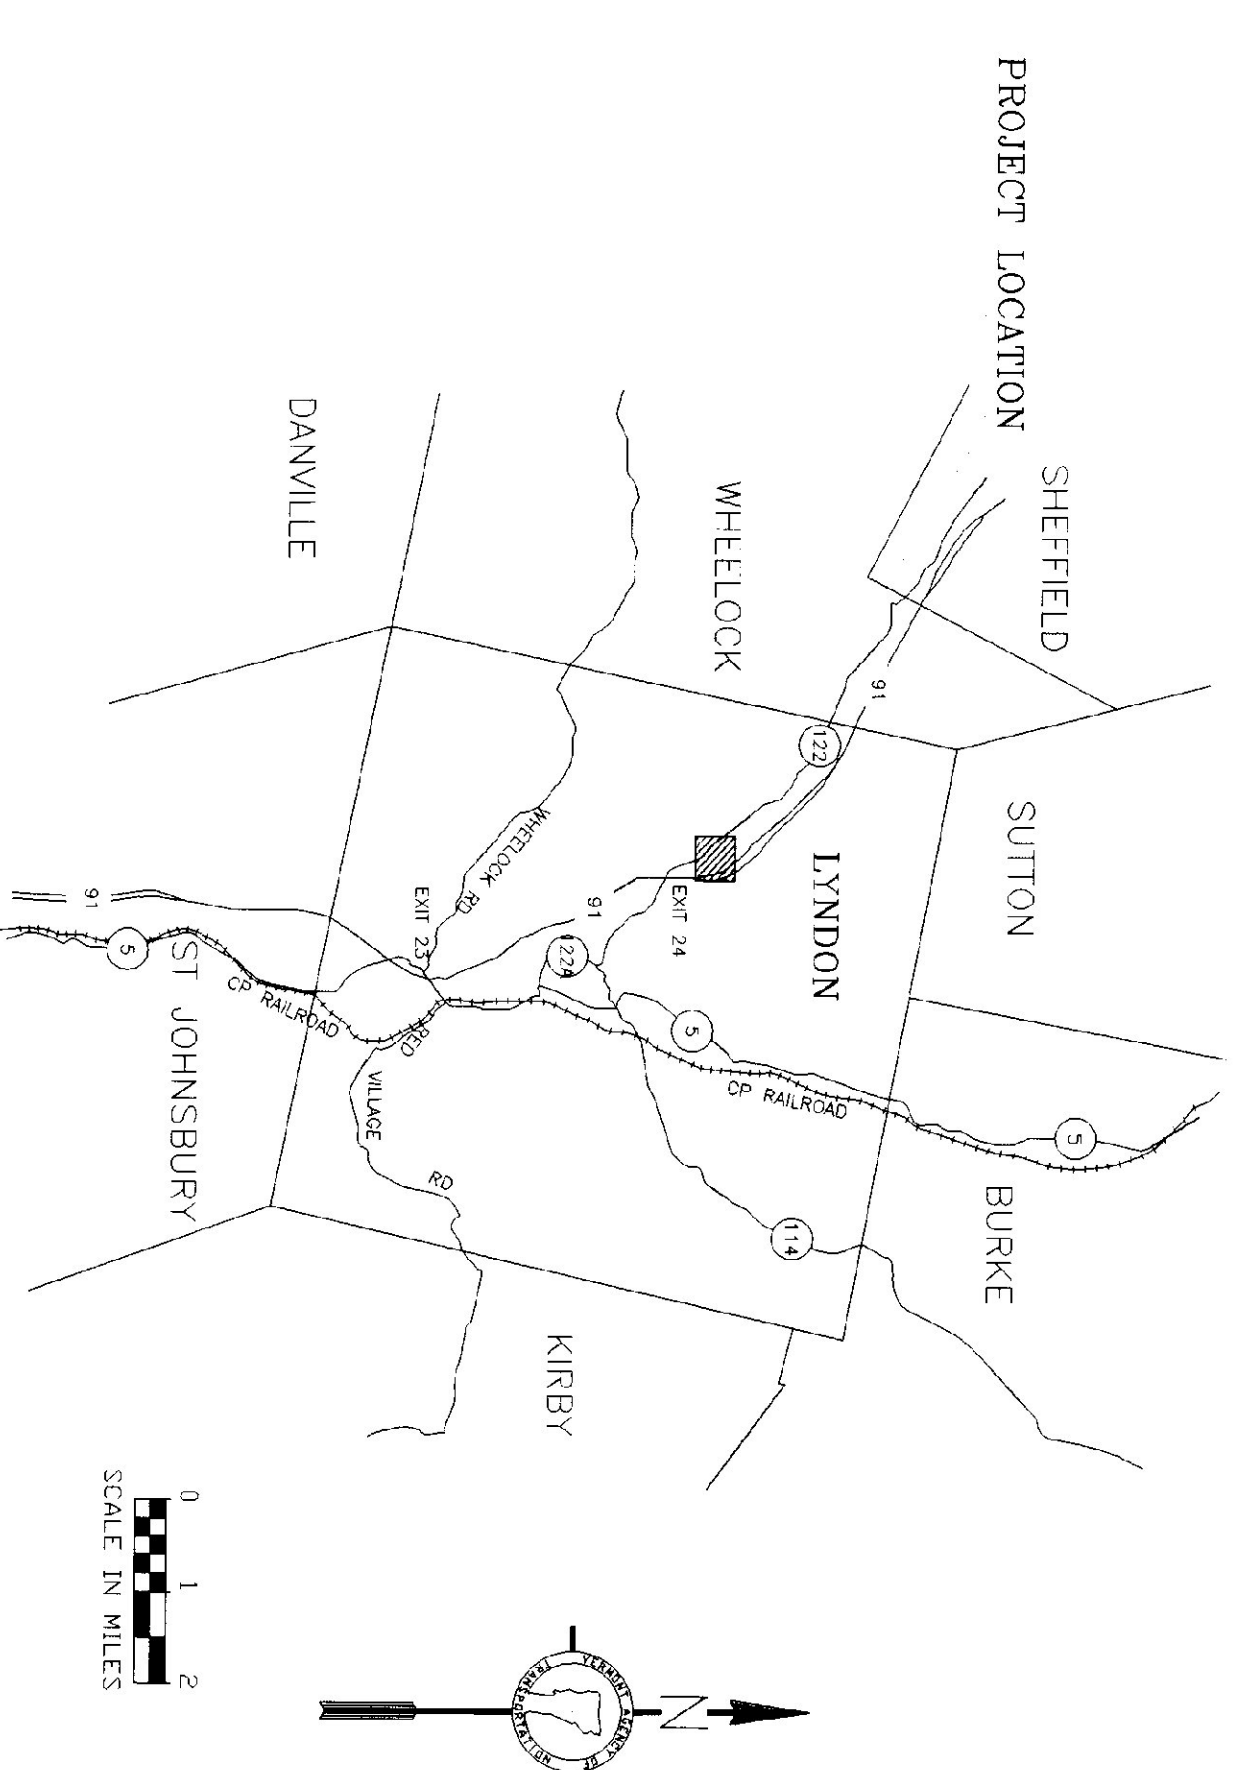 PROJECT LOCATION
SHEFFIELD
SUTTON
BURKE
WHEELOCK
91
122
LYNDON
114
5
5
CP RAILROAD
EXIT 24
91
122A
KIRBY
WHEELOCK RD
EXIT 23
DANVILLE
RED
VILLAGE
RD
CP RAILROAD
ST JOHNSBURY
91
5
N
VERMONT AGENCY OF
TRANSPORTATION
0 1 2
SCALE IN MILES